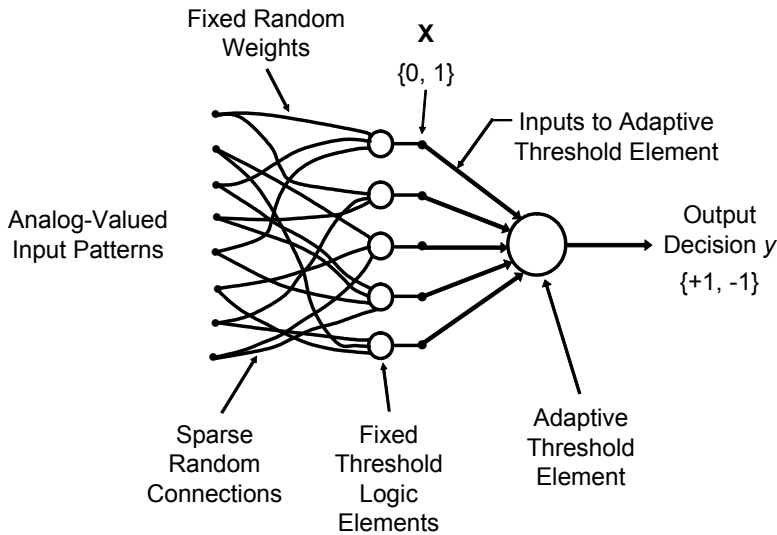 Fixed Random
Weights
X
{0, 1}
Inputs to Adaptive
Threshold Element
Analog-Valued
Input Patterns
Output
Decision y
{+1, -1}
Sparse
Random
Connections
Fixed
Threshold
Logic
Elements
Adaptive
Threshold
Element